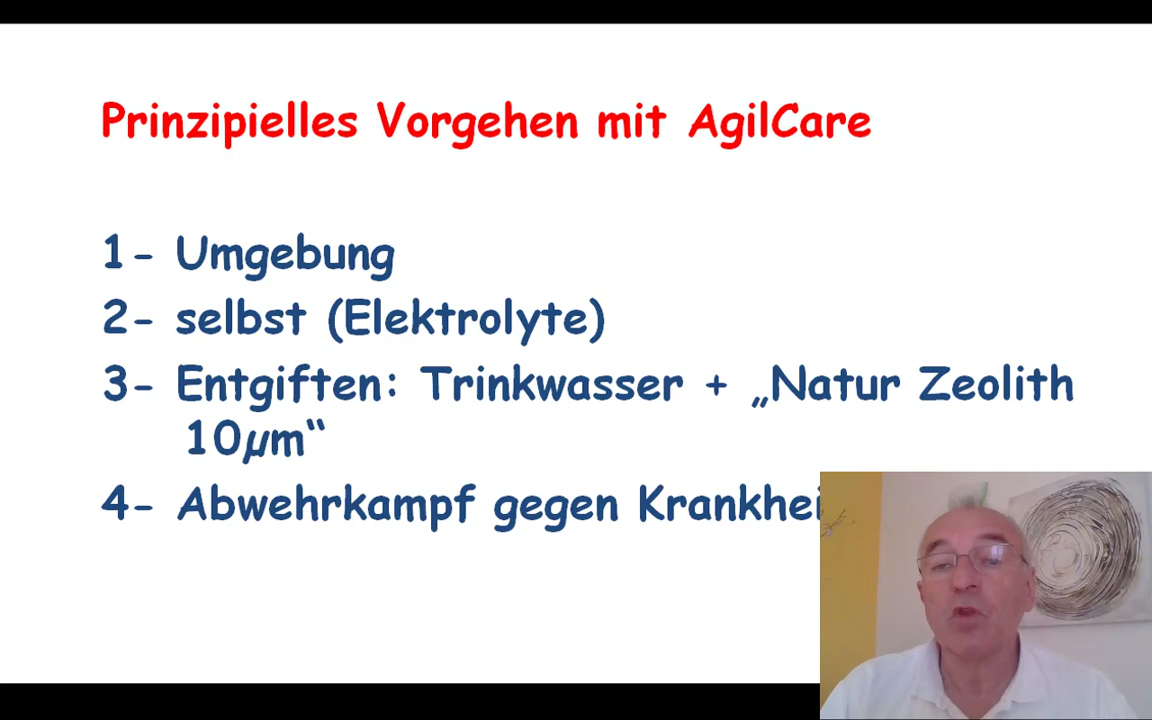 Prinzipielles Vorgehen mit AgilCare
1- Umgebung
2- selbst (Elektrolyte)
3- Entgiften: Trinkwasser + „Natur Zeolith
10µm“
4- Abwehrkampf gegen